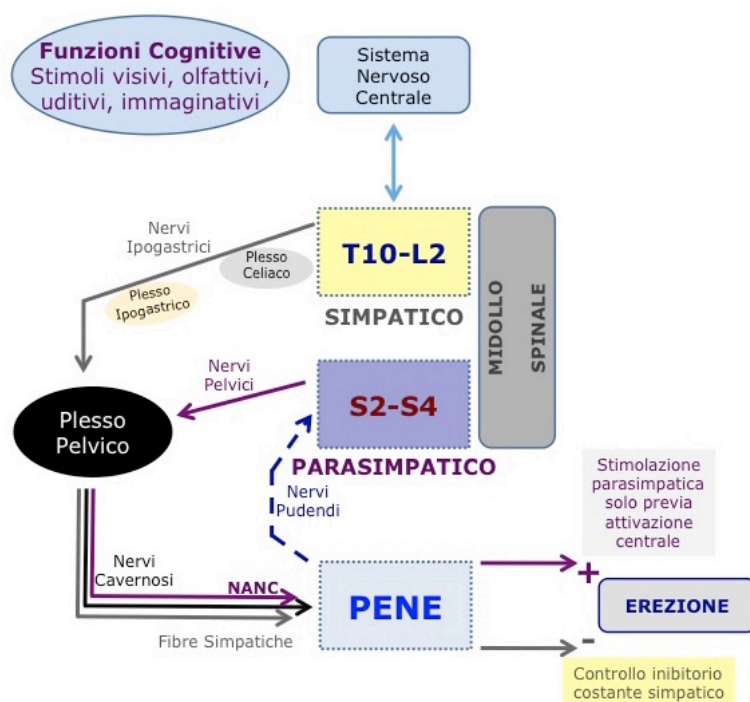 Funzioni Cognitive
Stimoli visivi, olfattivi,
uditivi, immaginativi
Sistema
Nervoso
Centrale
Nervi
Ipogastrici
Plesso
Celiaco
Plesso
Ipogastrico
T10-L2
SIMPATICO
MIDOLLO
SPINALE
Nervi
Pelvici
Plesso
Pelvico
S2-S4
PARASIMPATICO
Nervi
Pudendi
Stimolazione
parasimpatica
solo previa
attivazione
centrale
Nervi
Cavernosi
NANC
Fibre Simpatiche
PENE
+
EREZIONE
-
Controllo inibitorio
costante simpatico